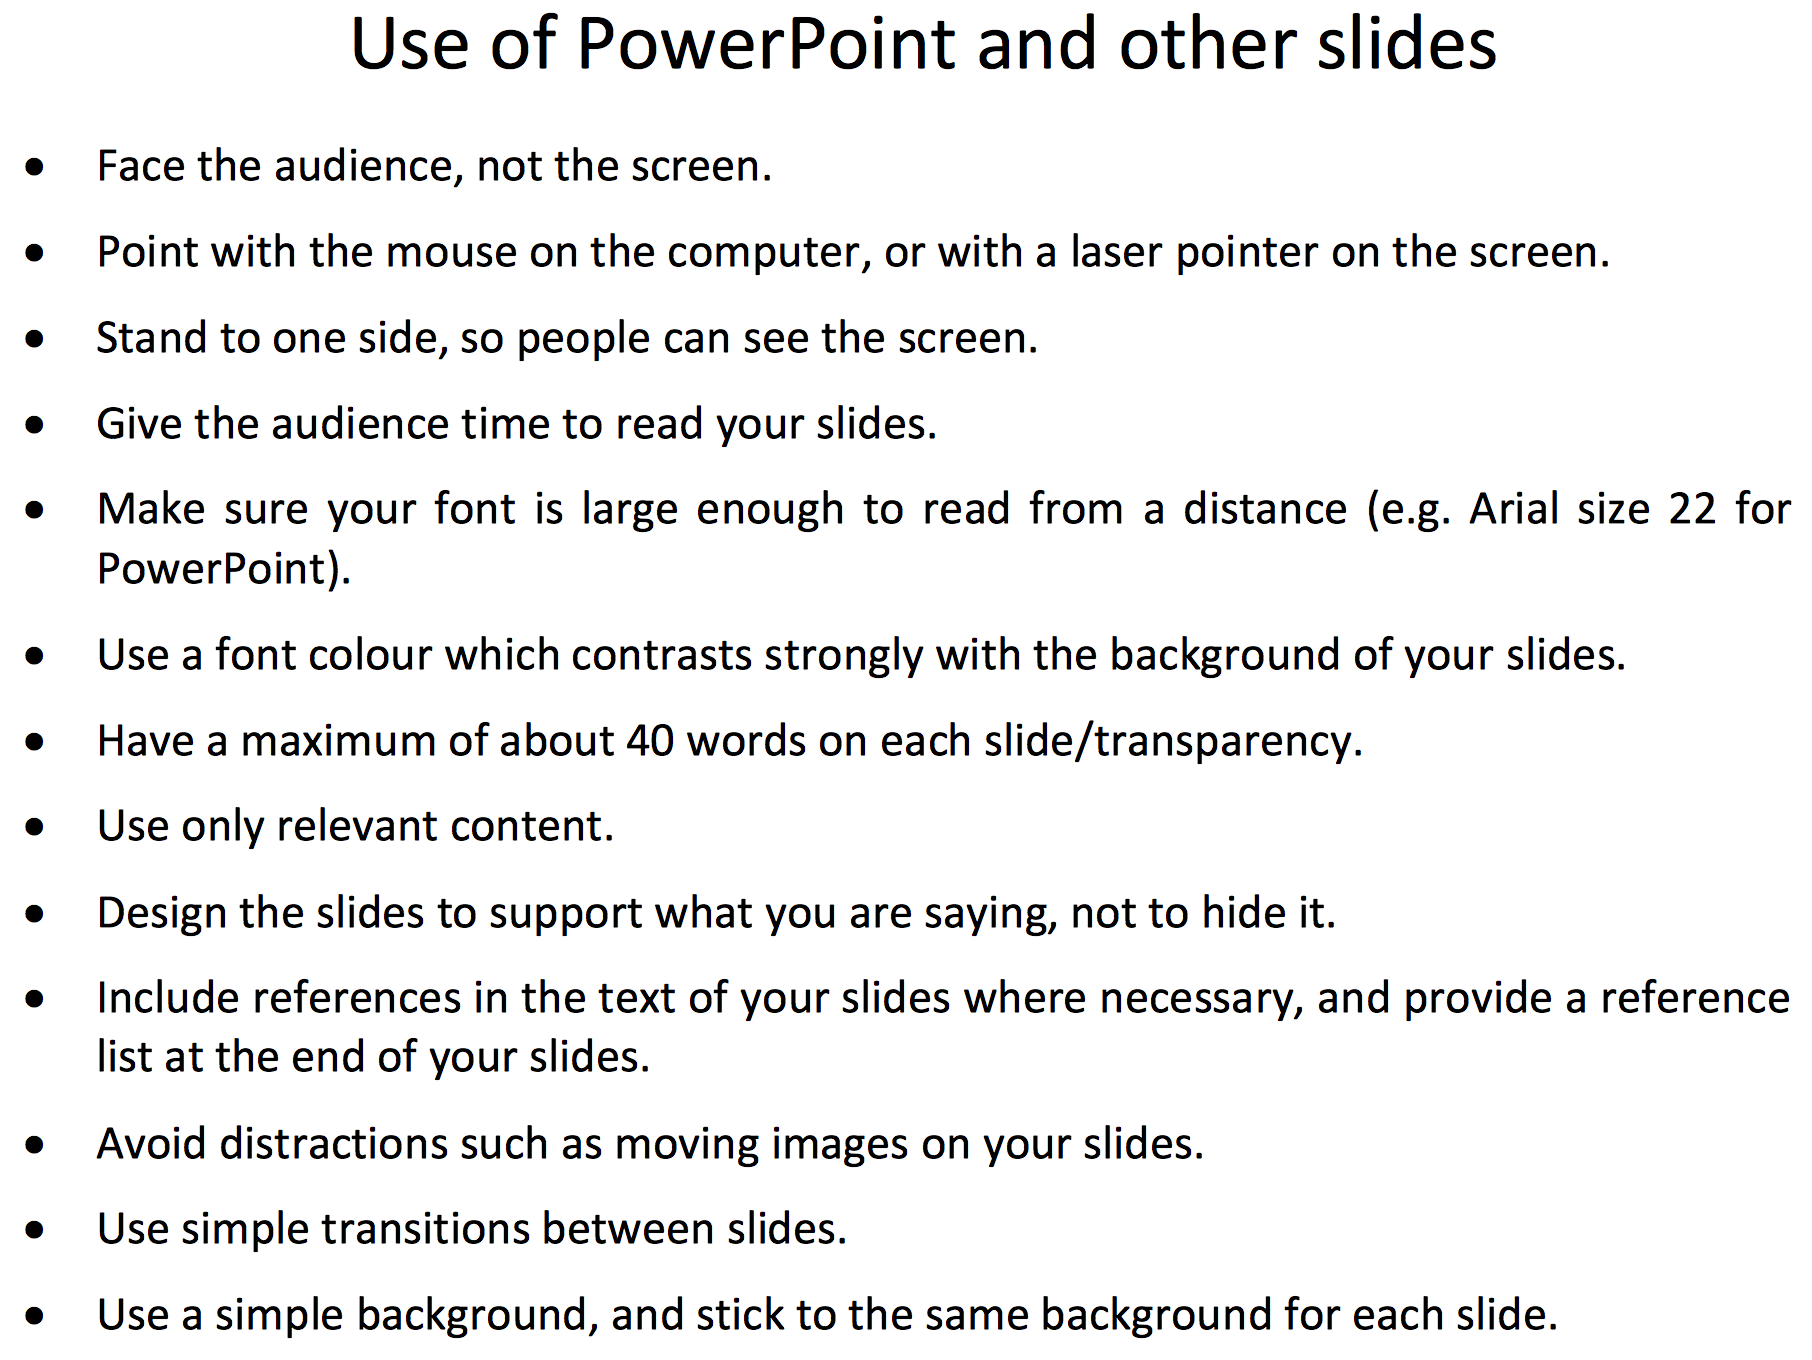 Use of PowerPoint and other slides
• Face the audience, not the screen.
• Point with the mouse on the computer, or with a laser pointer on the screen.
• Stand to one side, so people can see the screen.
• Give the audience time to read your slides.
• Make sure your font is large enough to read from a distance (e.g. Arial size 22 for
PowerPoint).
• Use a font colour which contrasts strongly with the background of your slides.
• Have a maximum of about 40 words on each slide/transparency.
• Use only relevant content.
• Design the slides to support what you are saying, not to hide it.
• Include references in the text of your slides where necessary, and provide a reference
list at the end of your slides.
• Avoid distractions such as moving images on your slides.
• Use simple transitions between slides.
• Use a simple background, and stick to the same background for each slide.